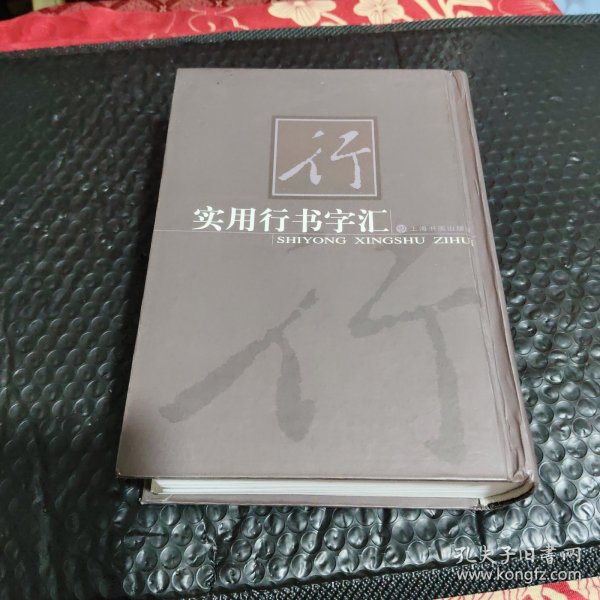 行
实用行书字汇
上海书画出版社
SHIYONG XINGSHU ZIHUI
行
孔夫子旧书网
www.kongfz.com